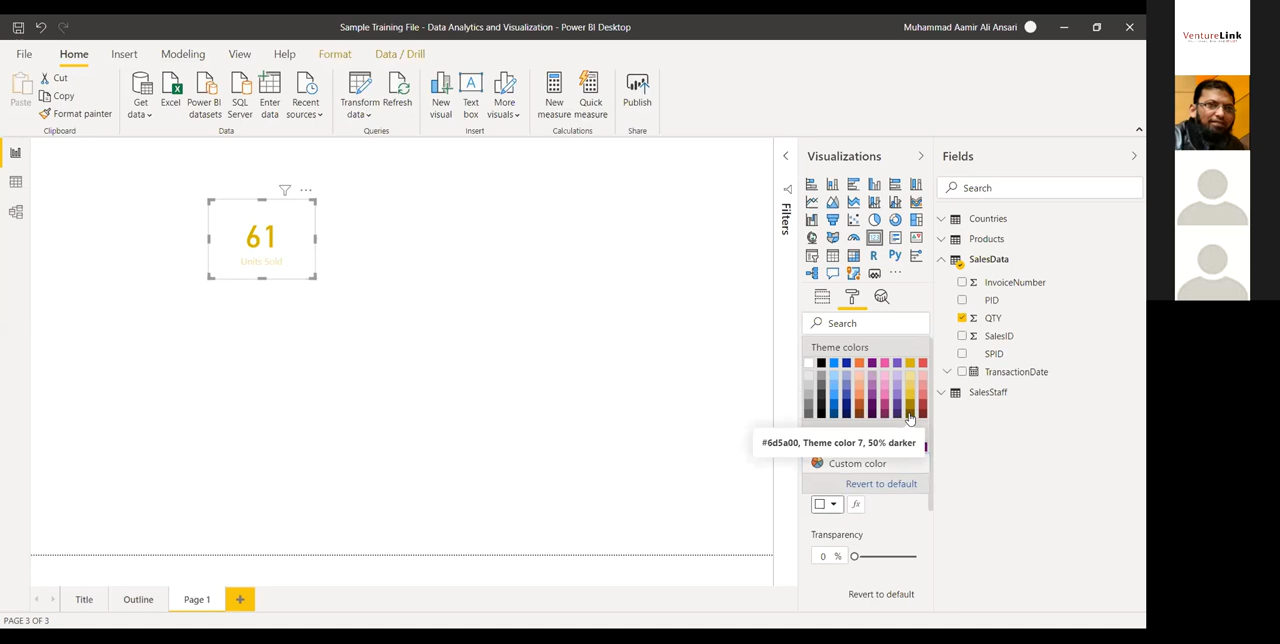 Sample Training File - Data Analytics and Visualization - Power BI Desktop
Muhammad Aamir Ali Ansari
VENTURELINK
File Home Insert Modeling View Help Format Data / Drill
Paste
Cut
Copy
Format painter
Clipboard
Get data
Excel
Power BI datasets
SQL Server
Enter data
Recent sources
Data
Transform data
Refresh
Queries
New visual
Text box
More visuals
Insert
New measure
Quick measure
Calculations
Publish
Share
61
Units Sold
Filters
Visualizations
R
Py
Search
Theme colors
#6d5a00, Theme color 7, 50% darker
Custom color
Revert to default
fx
Transparency
0 %
Revert to default
Fields
Search
Countries
Products
SalesData
Σ InvoiceNumber
PID
Σ QTY
Σ SalesID
SPID
TransactionDate
SalesStaff
Title Outline Page 1
PAGE 3 OF 3